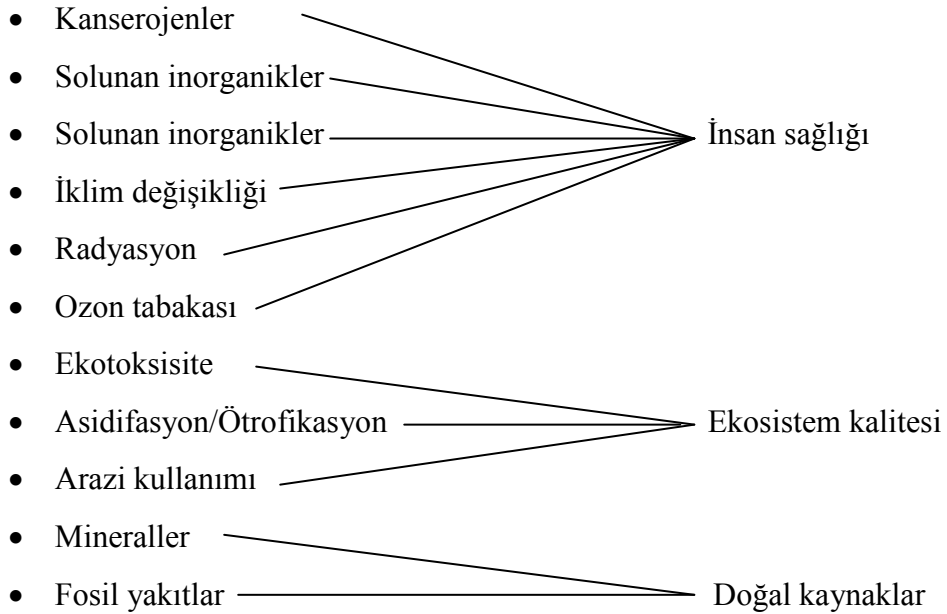 • Kanserojenler
• Solunan inorganikler
• Solunan inorganikler İnsan sağlığı
• İklim değişikliği
• Radyasyon
• Ozon tabakası
• Ekotoksisite
• Asidifasyon/Ötrofikasyon Ekosistem kalitesi
• Arazi kullanımı
• Mineraller
• Fosil yakıtlar Doğal kaynaklar